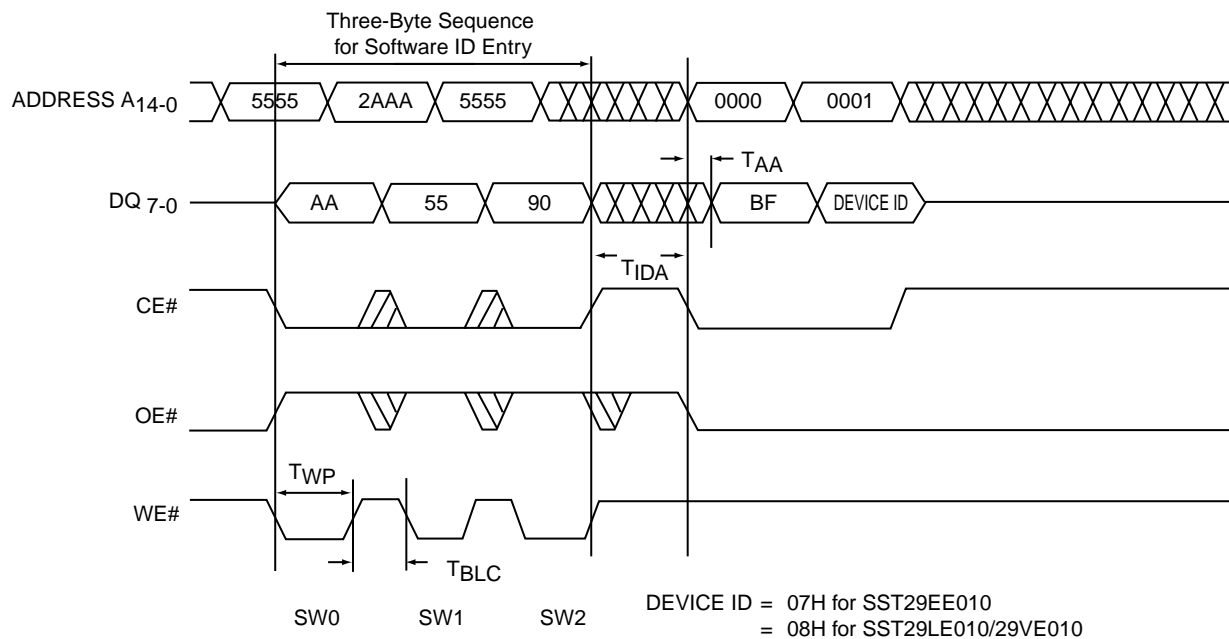 Three-Byte Sequence
for Software ID Entry
ADDRESS A14-0
5555
2AAA
5555
0000
0001
TAA
DQ 7-0
AA
55
90
BF
DEVICE ID
TIDA
CE#
OE#
TWP
WE#
TBLC
SW0
SW1
SW2
DEVICE ID = 07H for SST29EE010
= 08H for SST29LE010/29VE010